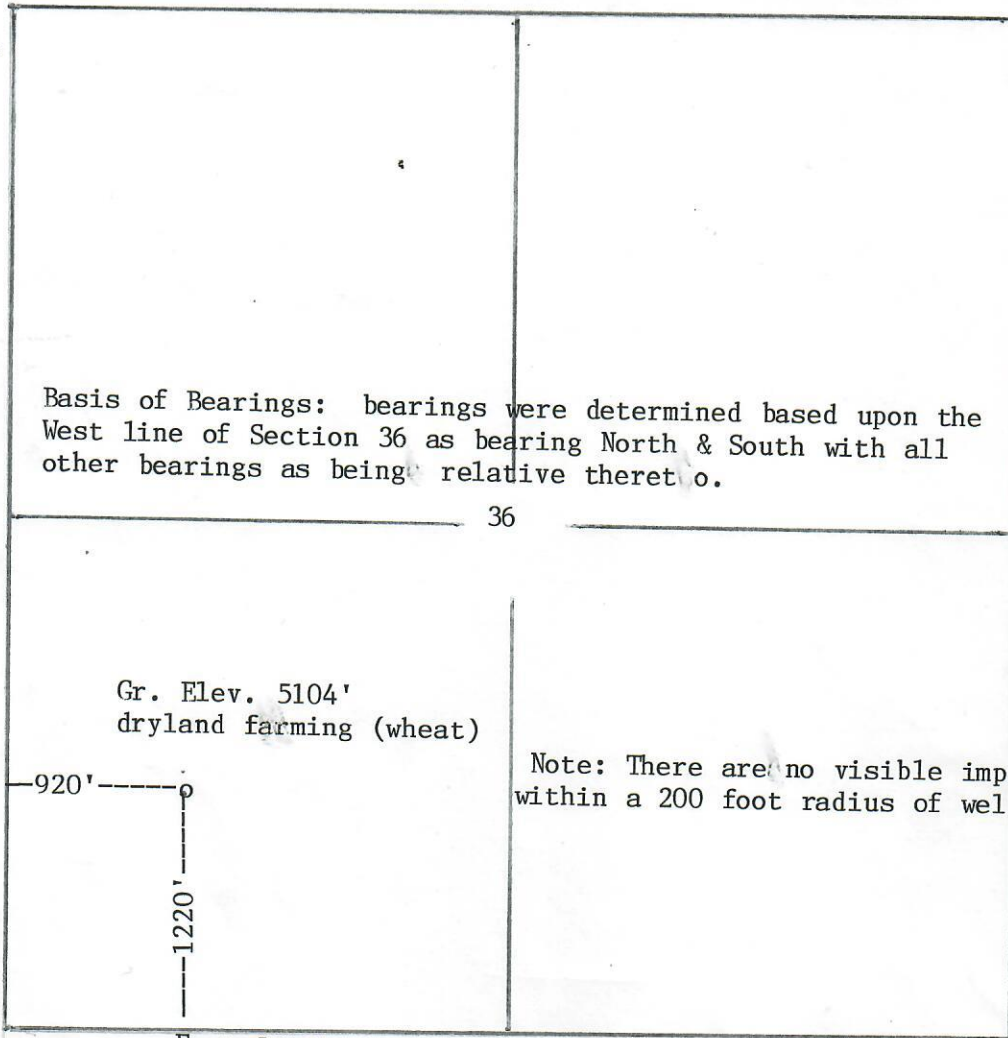 Basis of Bearings: bearings were determined based upon the
West line of Section 36 as bearing North & South with all
other bearings as being relative theret o.
36
Gr. Elev. 5104'
dryland farming (wheat)
Note: There are no visible imp
within a 200 foot radius of wel
920'
1220'